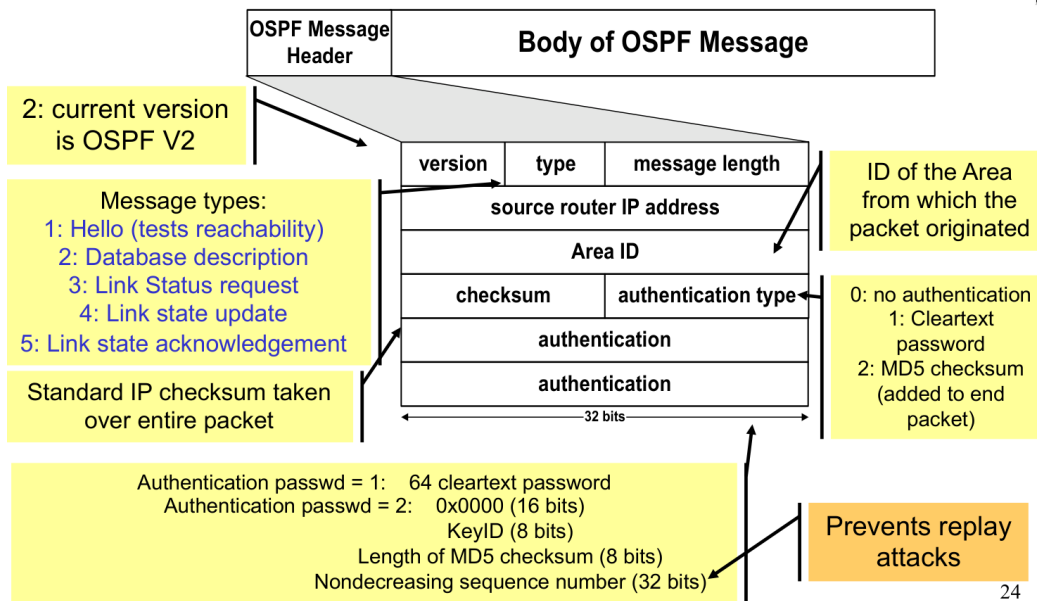 OSPF Message
Header
Body of OSPF Message
2: current version
is OSPF V2
version type message length
source router IP address
Area ID
checksum authentication type
authentication
authentication
32 bits
ID of the Area
from which the
packet originated
Message types:
1: Hello (tests reachability)
2: Database description
3: Link Status request
4: Link state update
5: Link state acknowledgement
0: no authentication
1: Cleartext
password
2: MD5 checksum
(added to end
packet)
Standard IP checksum taken
over entire packet
Authentication passwd = 1: 64 cleartext password
Authentication passwd = 2: 0x0000 (16 bits)
KeyID (8 bits)
Length of MD5 checksum (8 bits)
Nondecreasing sequence number (32 bits)
Prevents replay
attacks
24